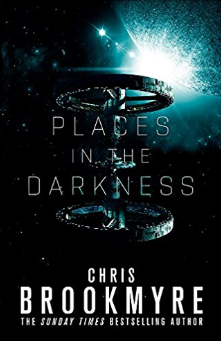 PLACES
IN THE
DARKNESS
CHRIS
BROOKMYRE
THE SUNDAY TIMES BESTSELLING AUTHOR